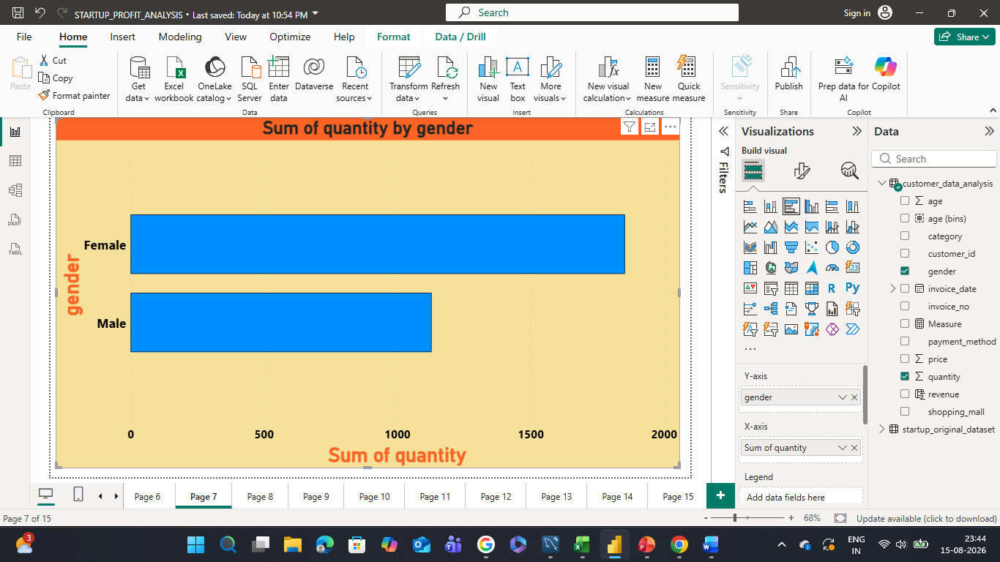 STARTUP_PROFIT_ANALYSIS • Last saved: Today at 10:54 PM
Search
Sign in
File
Home
Insert
Modeling
View
Optimize
Help
Format
Data / Drill
Share
Paste
Cut
Copy
Format painter
Clipboard
Get data
Excel workbook
OneLake catalog
SQL Server
Enter data
Dataverse
Recent sources
Data
Transform data
Refresh
Queries
New visual
Text box
More visuals
Insert
New visual calculation
New measure
Quick measure
Calculations
Sensitivity
Sensitivity
Publish
Share
Prep data for AI
Copilot
Copilot
Sum of quantity by gender
gender
Female
Male
0 500 1000 1500 2000
Sum of quantity
Filters
Visualizations
Build visual
R
Py
123
...
Y-axis
gender
X-axis
Sum of quantity
Legend
Add data fields here
Data
Search
customer_data_analysis
age
age (bins)
category
customer_id
gender
invoice_date
invoice_no
Measure
payment_method
price
quantity
revenue
shopping_mall
startup_original_dataset
DAX
TMDL
Page 6
Page 7
Page 8
Page 9
Page 10
Page 11
Page 12
Page 13
Page 14
Page 15
Page 7 of 15
- + 68%
Update available (click to download)
3
ENG
IN
23:44
15-08-2026